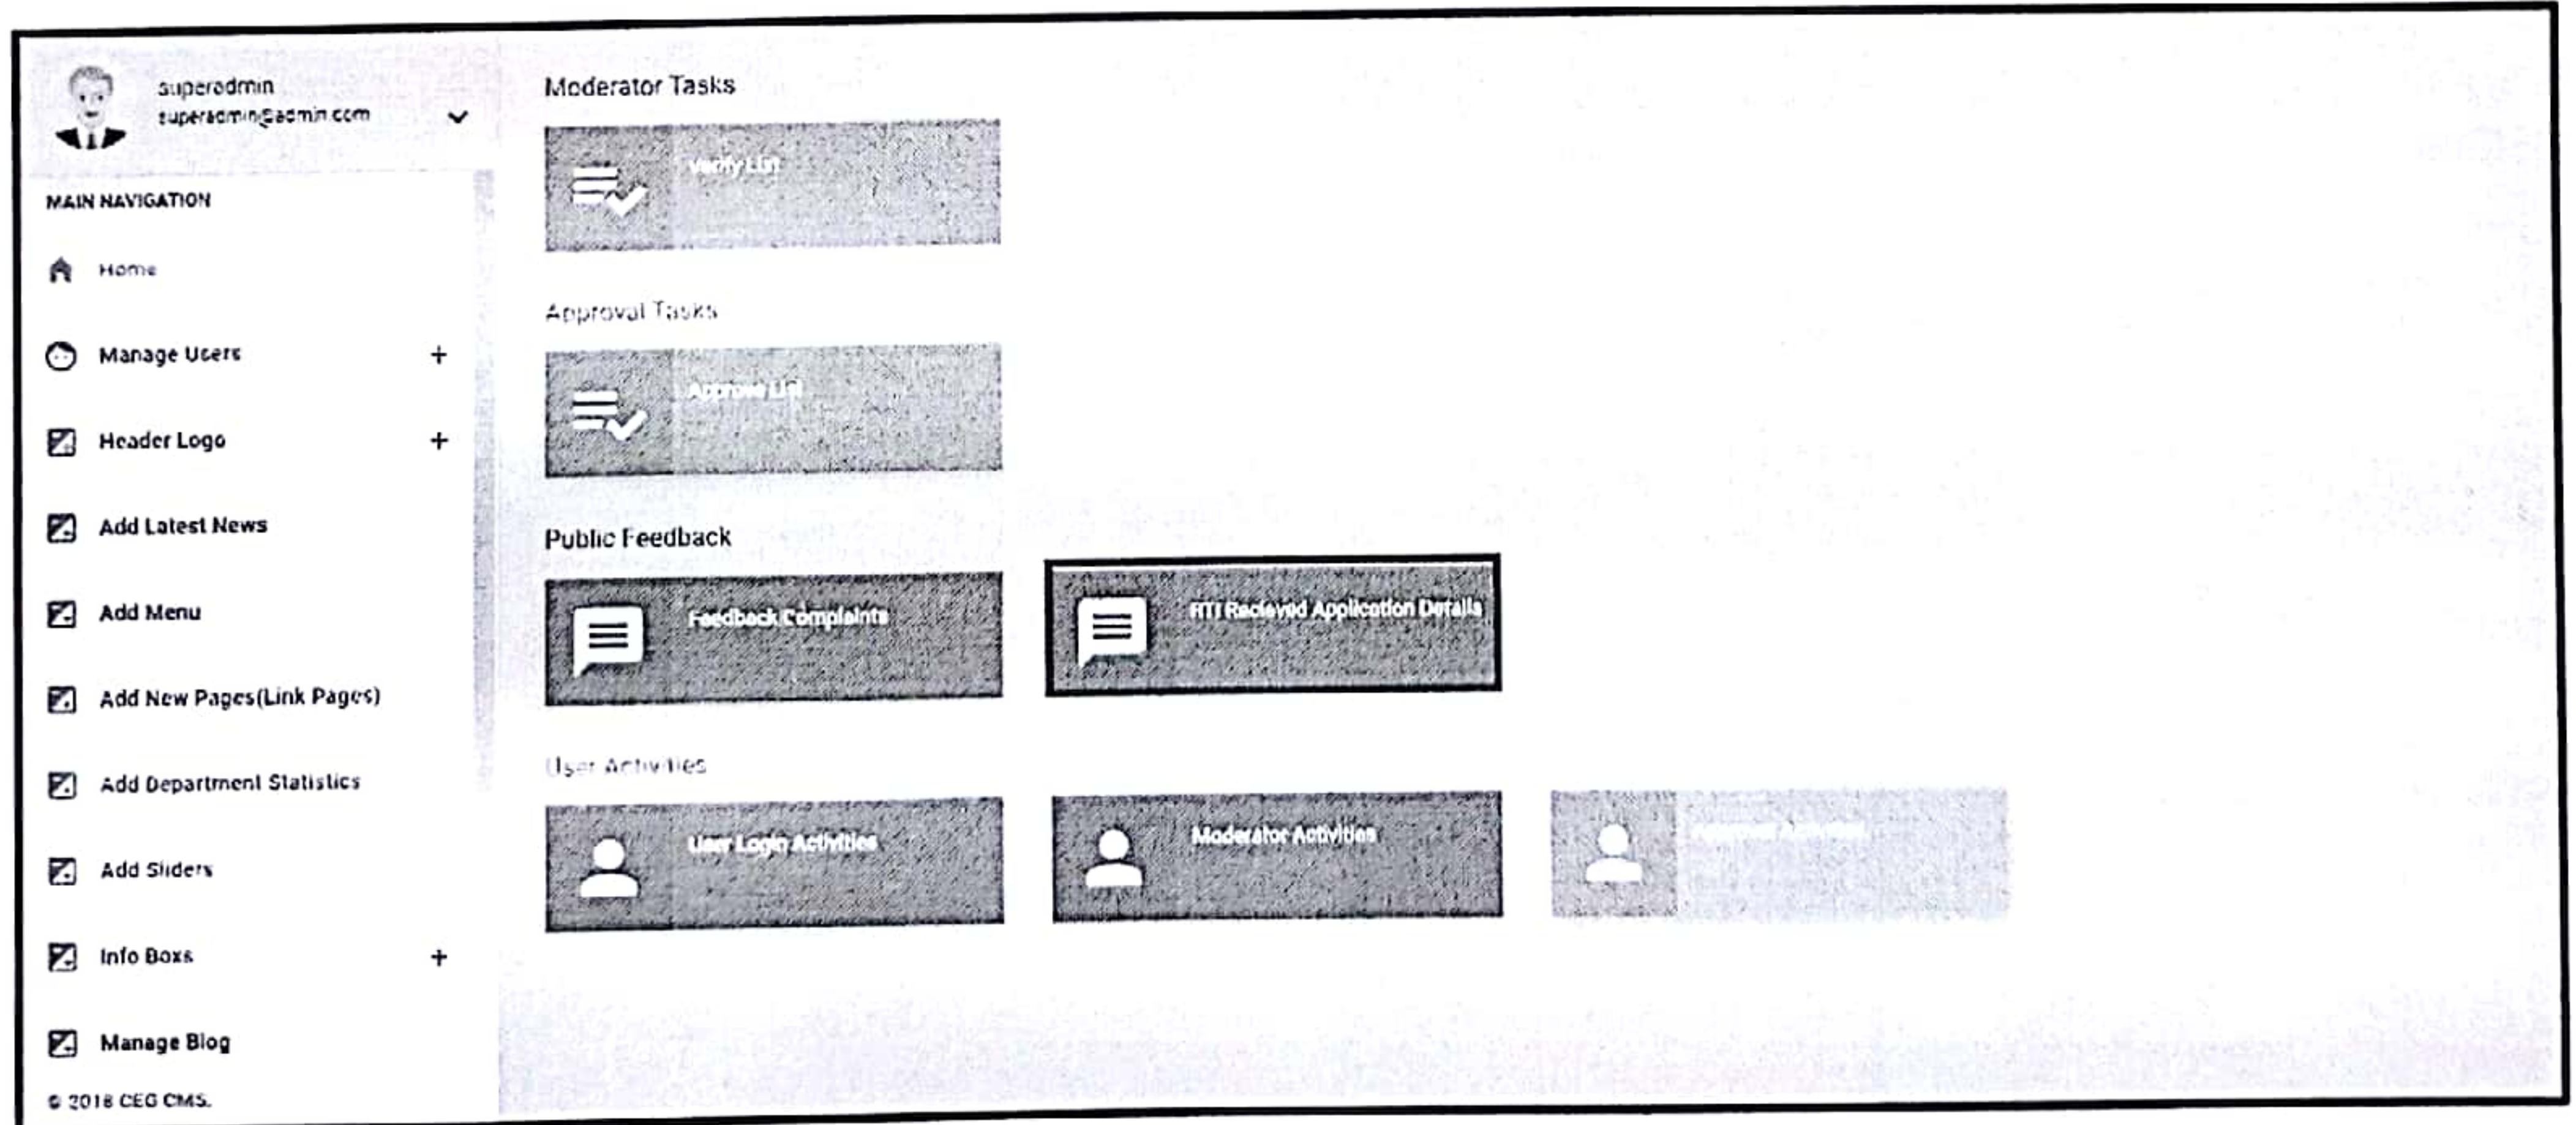 superadmin
superadmin@admin.com
MAIN NAVIGATION
Home
Manage Users
Header Logo
Add Latest News
Add Menu
Add New Pages(Link Pages)
Add Department Statistics
Add Sliders
Info Boxs
Manage Blog
© 2018 CEG CMS.
Moderator Tasks
Verify List
Approval Tasks
Approve List
Public Feedback
Feedback Complaints
RTI Recieved Application Details
User Activities
User Login Activities
Moderator Activities